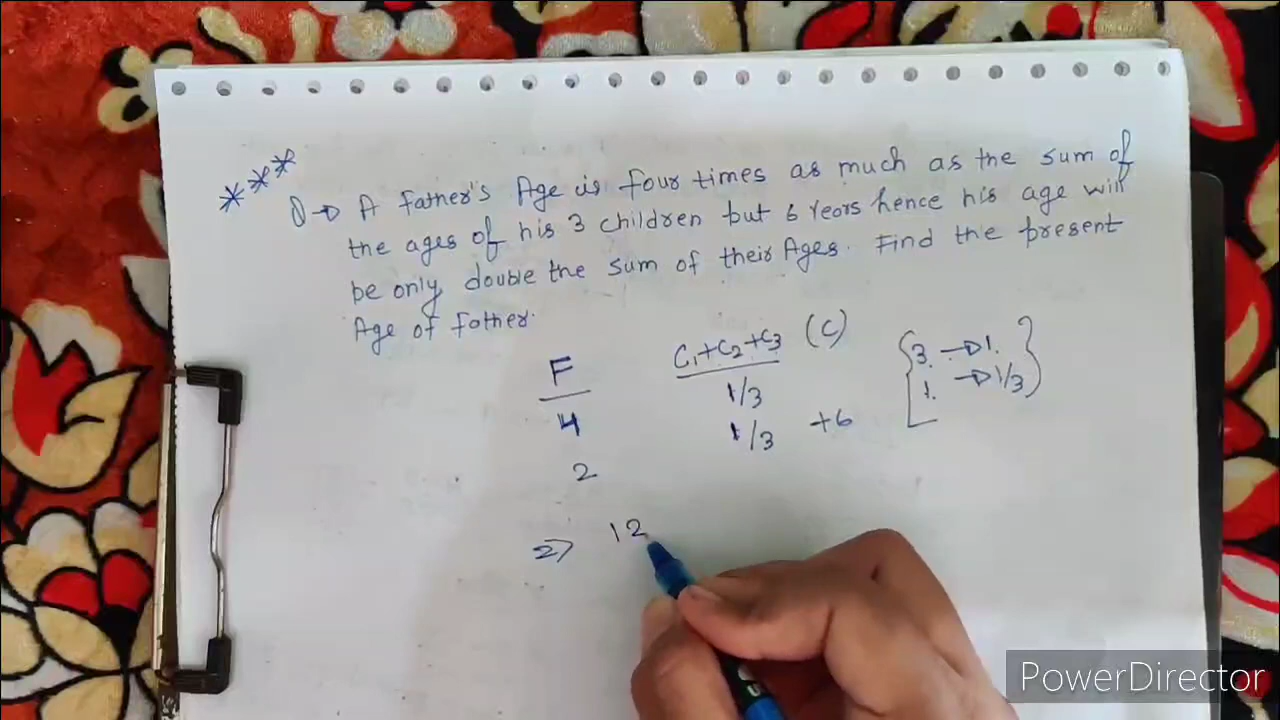 ***
Q→ A Father's Age is four times as much as the sum of
the ages of his 3 children but 6 Years hence his age will
be only double the sum of their Ages. Find the present
Age of father.
F C₁+C₂+C₃ (C) 3 → 1.
4 1/3 1. → 1/3
2 1/3 +6
=> 12
PowerDirector